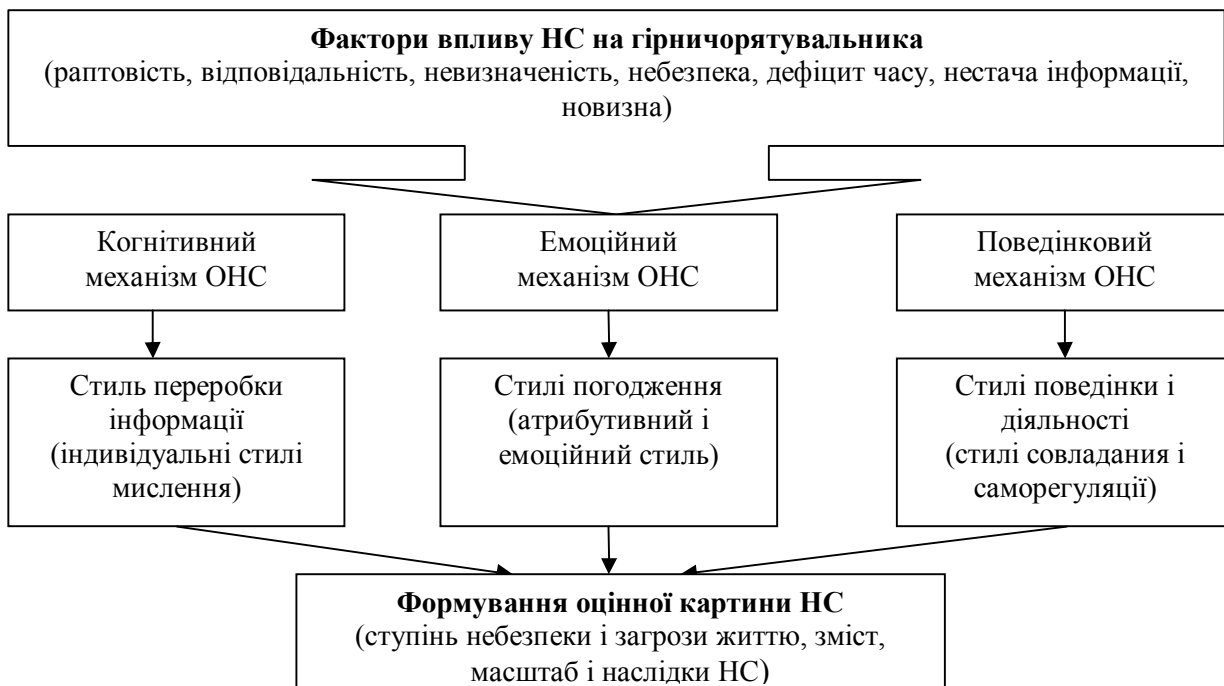 Фактори впливу НС на гірничорятувальника
(раптовість, відповідальність, невизначеність, небезпека, дефіцит часу, нестача інформації,
новизна)
Когнітивний
механізм ОНС
Емоційний
механізм ОНС
Поведінковий
механізм ОНС
Стиль переробки
інформації
(індивідуальні стилі
мислення)
Стилі погодження
(атрибутивний і
емоційний стиль)
Стилі поведінки і
діяльності
(стилі совладания і
саморегуляції)
Формування оцінної картини НС
(ступінь небезпеки і загрози життю, зміст,
масштаб і наслідки НС)